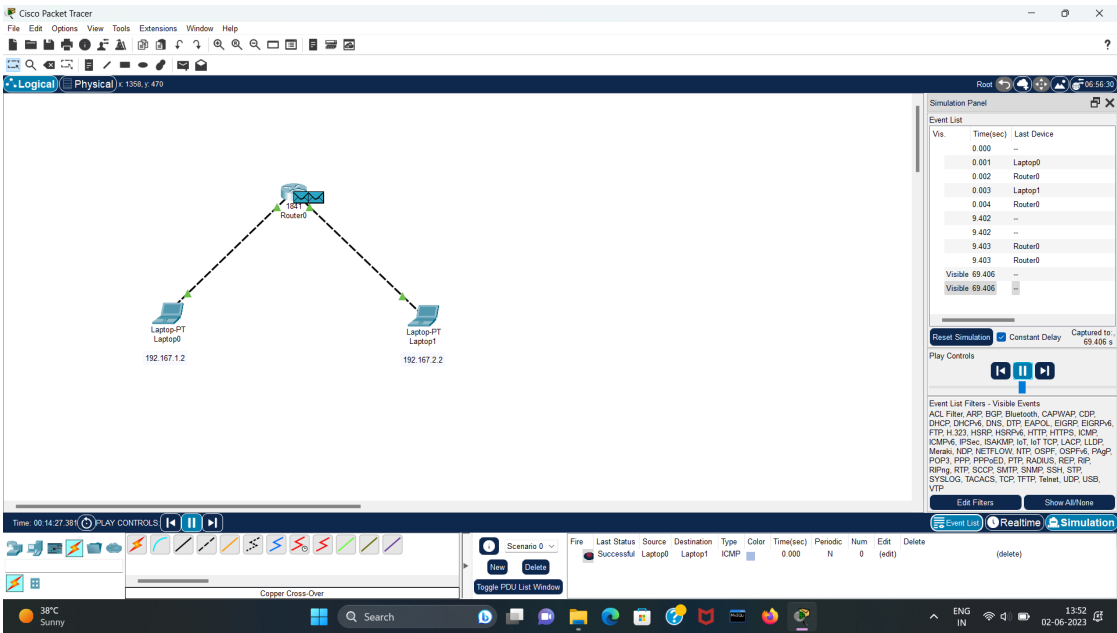 Cisco Packet Tracer
File Edit Options View Tools Extensions Window Help
?
Logical Physical x: 1358, y: 470
Root 06:56:30
Simulation Panel
Event List
Vis. Time(sec) Last Device
0.000 --
0.001 Laptop0
0.002 Router0
0.003 Laptop1
0.004 Router0
9.402 --
9.402 --
9.403 Router0
9.403 Router0
Visible 69.406 --
Visible 69.406 --
Reset Simulation Constant Delay Captured to:
69.406 s
Play Controls
Event List Filters - Visible Events
ACL Filter, ARP, BGP, Bluetooth, CAPWAP, CDP,
DHCP, DHCPv6, DNS, DTP, EAPOL, EIGRP, EIGRPv6,
FTP, H.323, HSRP, HSRPv6, HTTP, HTTPS, ICMP,
ICMPv6, IPSec, ISAKMP, IoT, IoT TCP, LACP, LLDP,
Meraki, NDP, NETFLOW, NTP, OSPF, OSPFv6, PAgP,
POP3, PPP, PPPoED, PTP, RADIUS, REP, RIP,
RIPng, RTP, SCCP, SMTP, SNMP, SSH, STP,
SYSLOG, TACACS, TCP, TFTP, Telnet, UDP, USB,
VTP
Edit Filters Show All/None
1841
Router0
Laptop-PT
Laptop0
192.167.1.2
Laptop-PT
Laptop1
192.167.2.2
Time: 00:14:27.381 PLAY CONTROLS:
Event List Realtime Simulation
Scenario 0
New Delete
Toggle PDU List Window
Fire Last Status Source Destination Type Color Time(sec) Periodic Num Edit Delete
Successful Laptop0 Laptop1 ICMP 0.000 N 0 (edit) (delete)
Copper Cross-Over
38°C
Sunny
Search
ENG
IN
13:52
02-06-2023